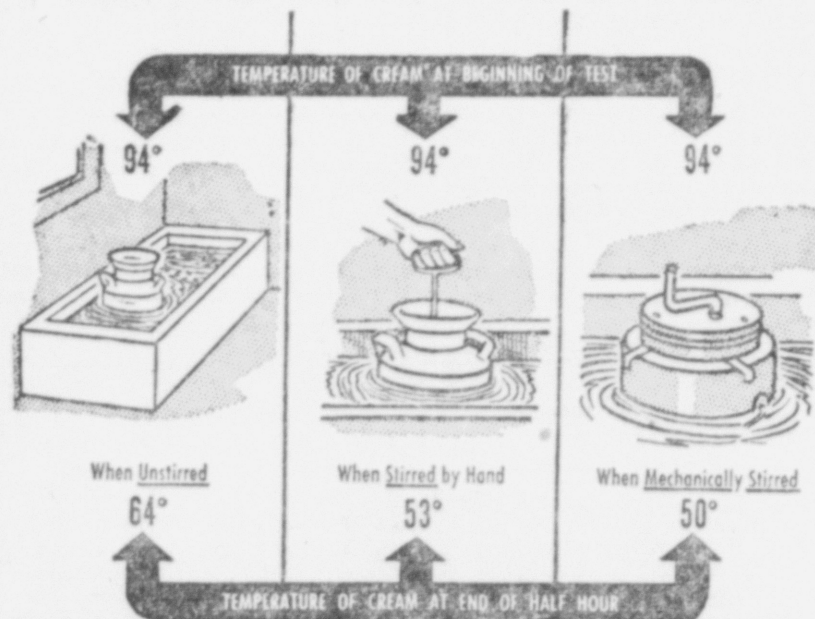 TEMPERATURE OF CREAM AT BEGINNING OF TEST
94° 94° 94°
When Unstirred
When Stirred by Hand
When Mechanically Stirred
64° 53° 50°
TEMPERATURE OF CREAM AT END OF HALF HOUR